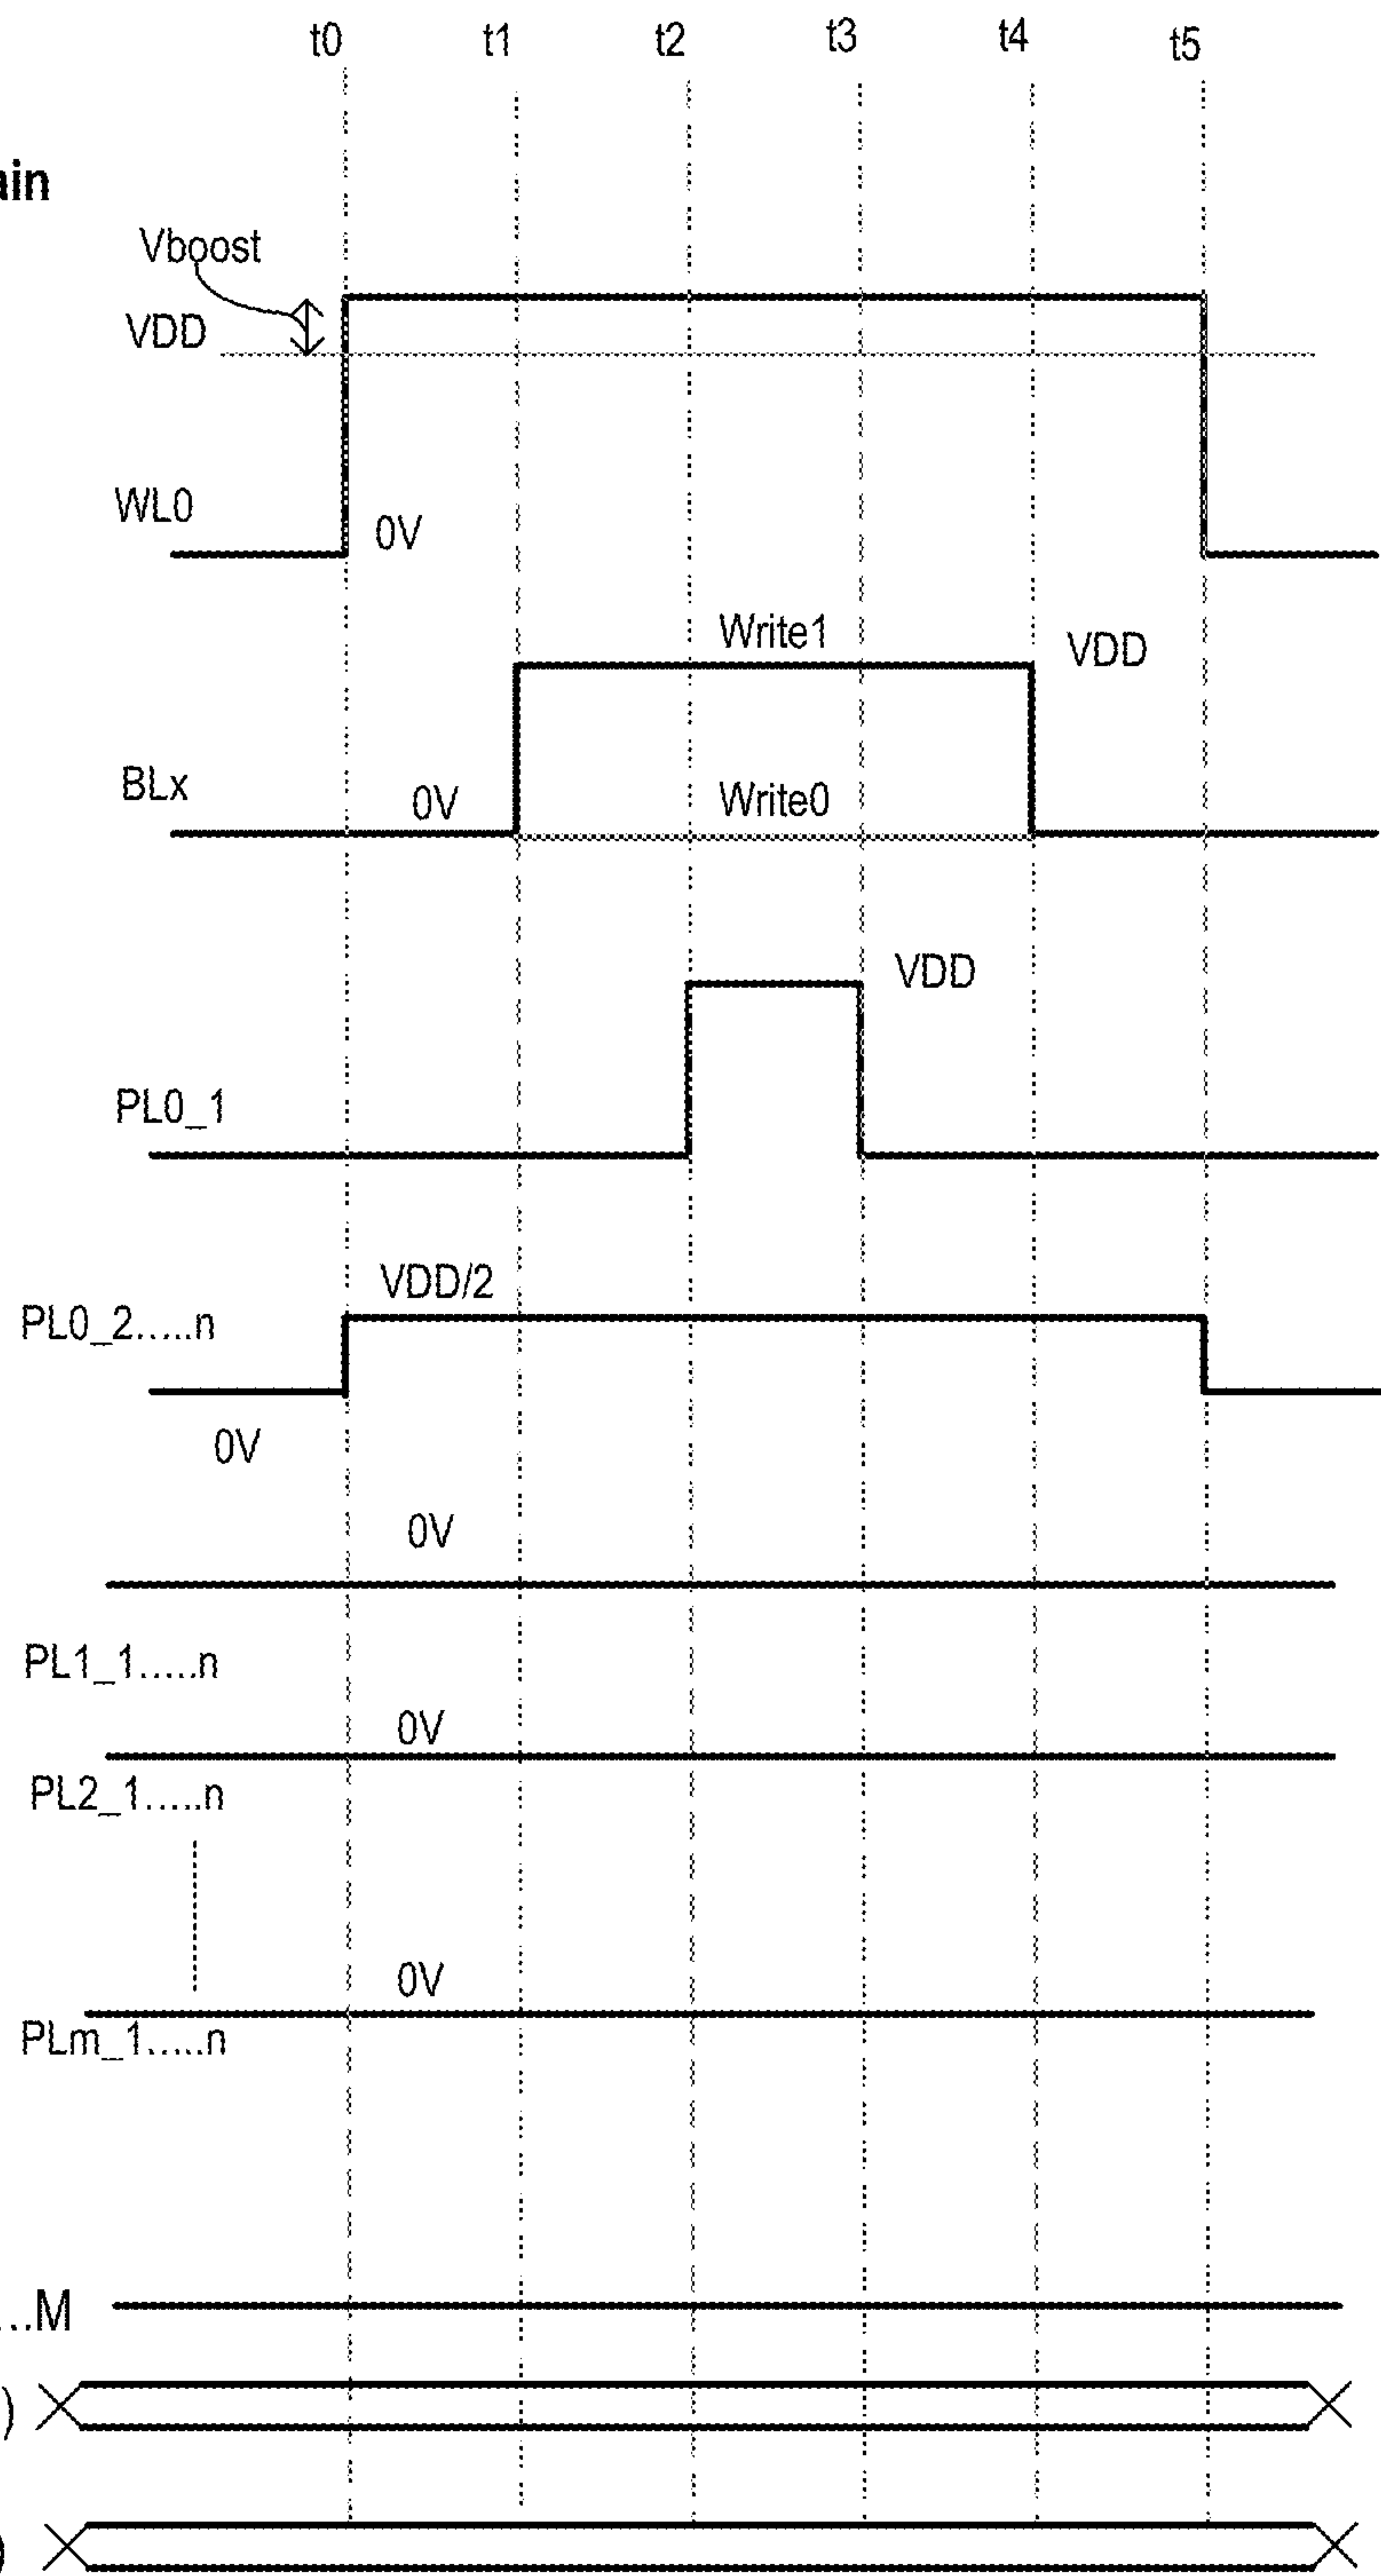 t0 t1 t2 t3 t4 t5
Vboost
VDD
WL0
0V
Write1
VDD
BLx
0V
Write0
VDD
PL0_1
VDD/2
PL0_2.....n
0V
0V
PL1_1.....n
0V
PL2_1.....n
0V
PLm_1.....n
...M
)